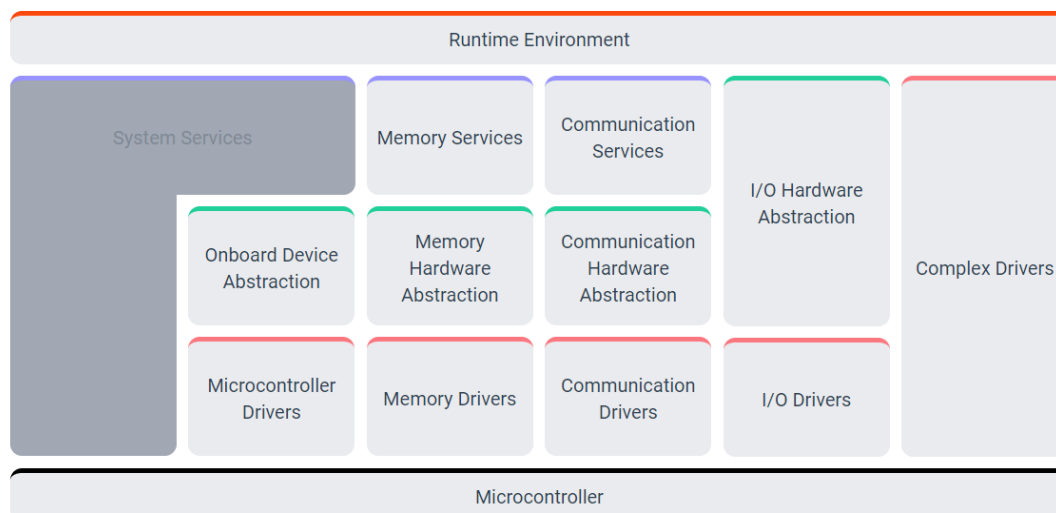 Runtime Environment
System Services
Memory Services
Communication
Services
I/O Hardware
Abstraction
Complex Drivers
Onboard Device
Abstraction
Memory
Hardware
Abstraction
Communication
Hardware
Abstraction
Microcontroller
Drivers
Memory Drivers
Communication
Drivers
I/O Drivers
Microcontroller